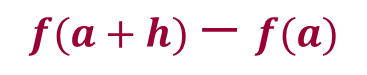 f(a + h) − f(a)